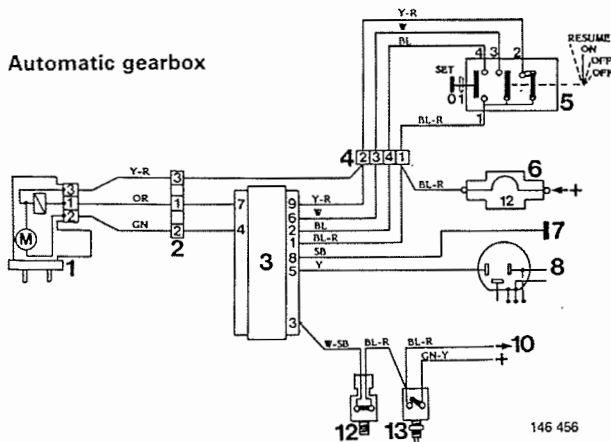 Automatic gearbox
Y-R
W
BL
4 3 2
SET
0 1
RESUME
ON
OFF
OFF
5
1
BL-R
4 2 3 4 1
6
12
BL-R
+
Y-R
OR
GN
3
1
2
3
1
2
2
M
1
7
4
3
9
6
2
1
8
5
3
Y-R
W
BL
BL-R
SB
Y
7
8
W-SB
BL-R
BL-R
GN-Y
10
+
12
13
146 456